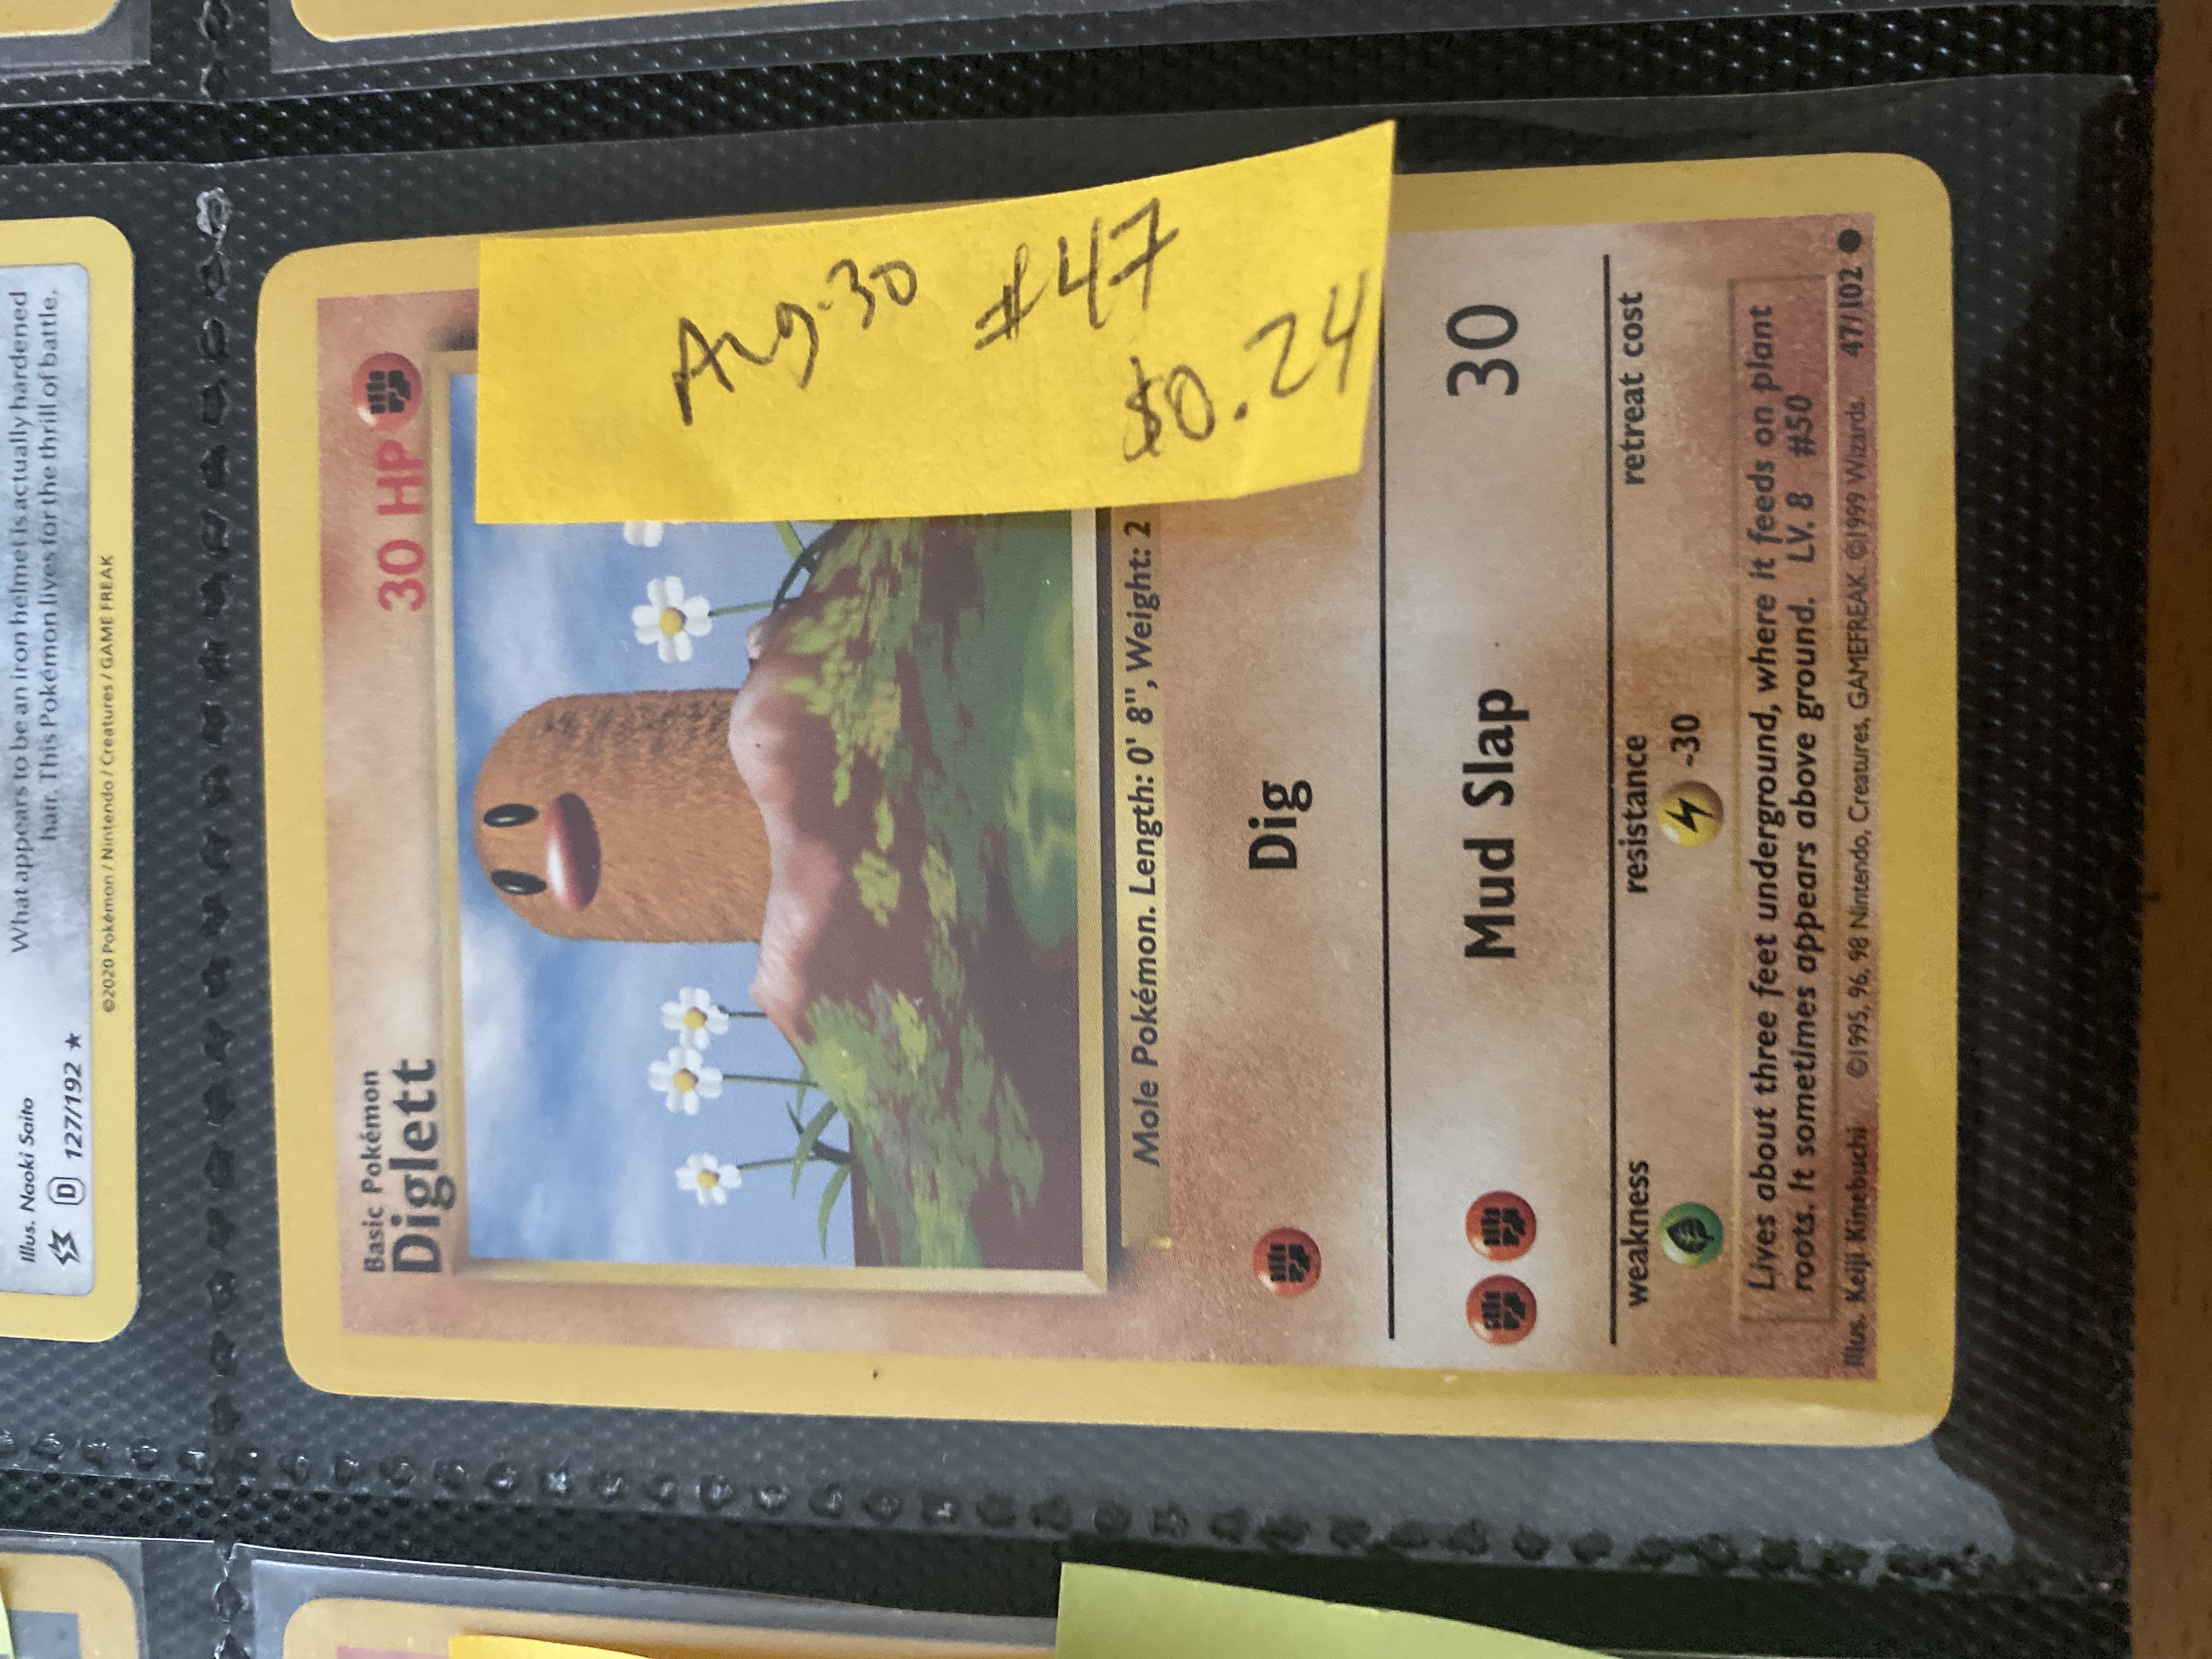 What appears to be an iron helmet is actually hardened
hair. This Pokémon lives for the thrill of battle.
Illus. Naoki Saito
D 127/192 ★
©2020 Pokémon / Nintendo / Creatures / GAME FREAK
Basic Pokémon
Diglett
30 HP
Aug-30
#47
$0.24
Mole Pokémon. Length: 0' 8", Weight: 2
Dig
Mud Slap 30
weakness resistance retreat cost
-30
Lives about three feet underground, where it feeds on plant
roots. It sometimes appears above ground. LV. 8 #50
Illus. Keiji Kinebuchi ©1995, 96, 98 Nintendo, Creatures, GAMEFREAK. ©1999 Wizards. 47/102 ●